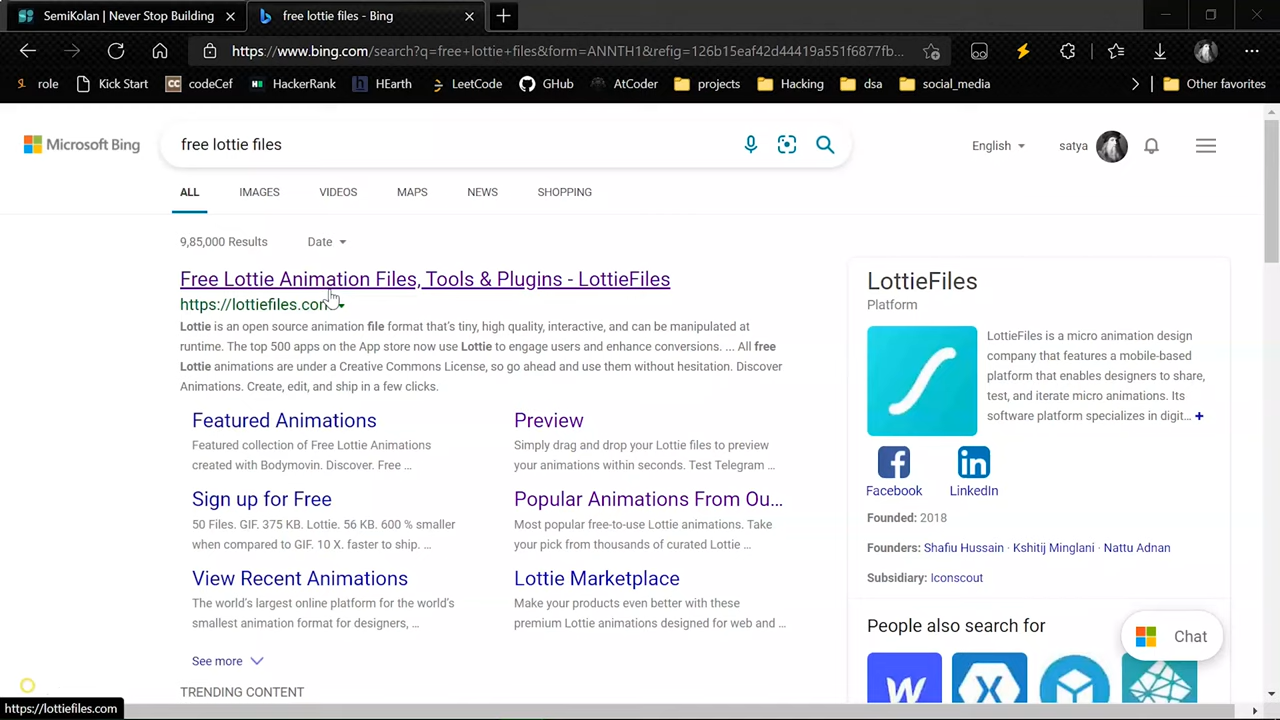 SemiKolan | Never Stop Building
free lottie files - Bing
https://www.bing.com/search?q=free+lottie+files&form=ANNTH1&refig=126b15eaf42d44419a551f6877fb...
role
Kick Start
codeCef
HackerRank
HEarth
LeetCode
GHub
AtCoder
projects
Hacking
dsa
social_media
Other favorites
Microsoft Bing
free lottie files
English
satya
ALL
IMAGES
VIDEOS
MAPS
NEWS
SHOPPING
9,85,000 Results
Date
Free Lottie Animation Files, Tools & Plugins - LottieFiles
https://lottiefiles.com
Lottie is an open source animation file format that's tiny, high quality, interactive, and can be manipulated at
runtime. The top 500 apps on the App store now use Lottie to engage users and enhance conversions. ... All free
Lottie animations are under a Creative Commons License, so go ahead and use them without hesitation. Discover
Animations. Create, edit, and ship in a few clicks.
Featured Animations
Featured collection of Free Lottie Animations
created with Bodymovin. Discover. Free ...
Preview
Simply drag and drop your Lottie files to preview
your animations within seconds. Test Telegram ...
Sign up for Free
50 Files. GIF. 375 KB. Lottie. 56 KB. 600 % smaller
when compared to GIF. 10 X. faster to ship. ...
Popular Animations From Ou...
Most popular free-to-use Lottie animations. Take
your pick from thousands of curated Lottie ...
View Recent Animations
The world's largest online platform for the world's
smallest animation format for designers, ...
Lottie Marketplace
Make your products even better with these
premium Lottie animations designed for web and ...
See more
TRENDING CONTENT
LottieFiles
Platform
LottieFiles is a micro animation design
company that features a mobile-based
platform that enables designers to share,
test, and iterate micro animations. Its
software platform specializes in digit... +
Facebook
LinkedIn
Founded: 2018
Founders: Shafiu Hussain · Kshitij Minglani · Nattu Adnan
Subsidiary: Iconscout
People also search for
Chat
https://lottiefiles.com